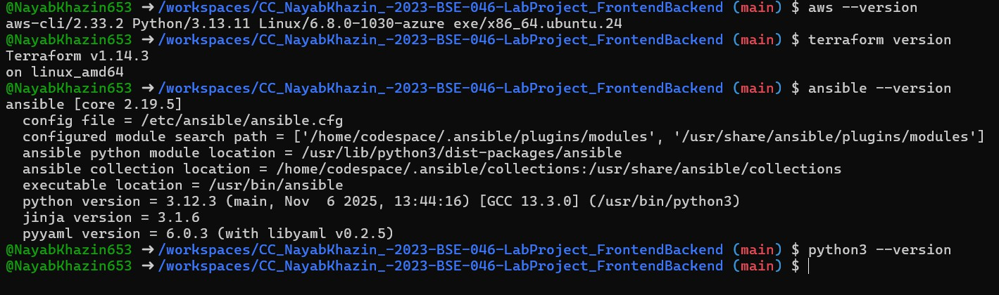 @NayabKhazin653 ➜ /workspaces/CC_NayabKhazin_-2023-BSE-046-LabProject_FrontendBackend (main) $ aws --version
aws-cli/2.33.2 Python/3.13.11 Linux/6.8.0-1030-azure exe/x86_64.ubuntu.24
@NayabKhazin653 ➜ /workspaces/CC_NayabKhazin_-2023-BSE-046-LabProject_FrontendBackend (main) $ terraform version
Terraform v1.14.3
on linux_amd64
@NayabKhazin653 ➜ /workspaces/CC_NayabKhazin_-2023-BSE-046-LabProject_FrontendBackend (main) $ ansible --version
ansible [core 2.19.5]
  config file = /etc/ansible/ansible.cfg
  configured module search path = ['/home/codespace/.ansible/plugins/modules', '/usr/share/ansible/plugins/modules']
  ansible python module location = /usr/lib/python3/dist-packages/ansible
  ansible collection location = /home/codespace/.ansible/collections:/usr/share/ansible/collections
  executable location = /usr/bin/ansible
  python version = 3.12.3 (main, Nov  6 2025, 13:44:16) [GCC 13.3.0] (/usr/bin/python3)
  jinja version = 3.1.6
  pyyaml version = 6.0.3 (with libyaml v0.2.5)
@NayabKhazin653 ➜ /workspaces/CC_NayabKhazin_-2023-BSE-046-LabProject_FrontendBackend (main) $ python3 --version
@NayabKhazin653 ➜ /workspaces/CC_NayabKhazin_-2023-BSE-046-LabProject_FrontendBackend (main) $